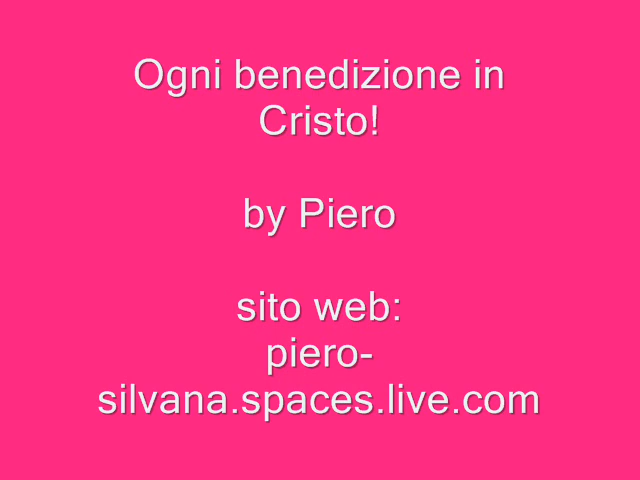 Ogni benedizione in
Cristo!
by Piero
sito web:
piero-
silvana.spaces.live.com